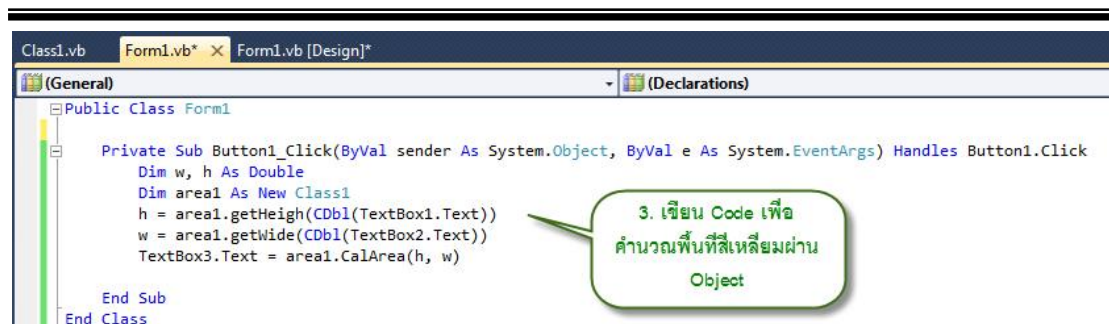 Class1.vb Form1.vb* × Form1.vb [Design]*
(General) (Declarations)
Public Class Form1
Private Sub Button1_Click(ByVal sender As System.Object, ByVal e As System.EventArgs) Handles Button1.Click
Dim w, h As Double
Dim area1 As New Class1
h = area1.getHeigh(CDbl(TextBox1.Text))
w = area1.getWide(CDbl(TextBox2.Text))
TextBox3.Text = area1.CalArea(h, w)
End Sub
End Class
3. เขียน Code เพื่อ
คำนวณพื้นที่สี่เหลี่ยมผ่าน
Object